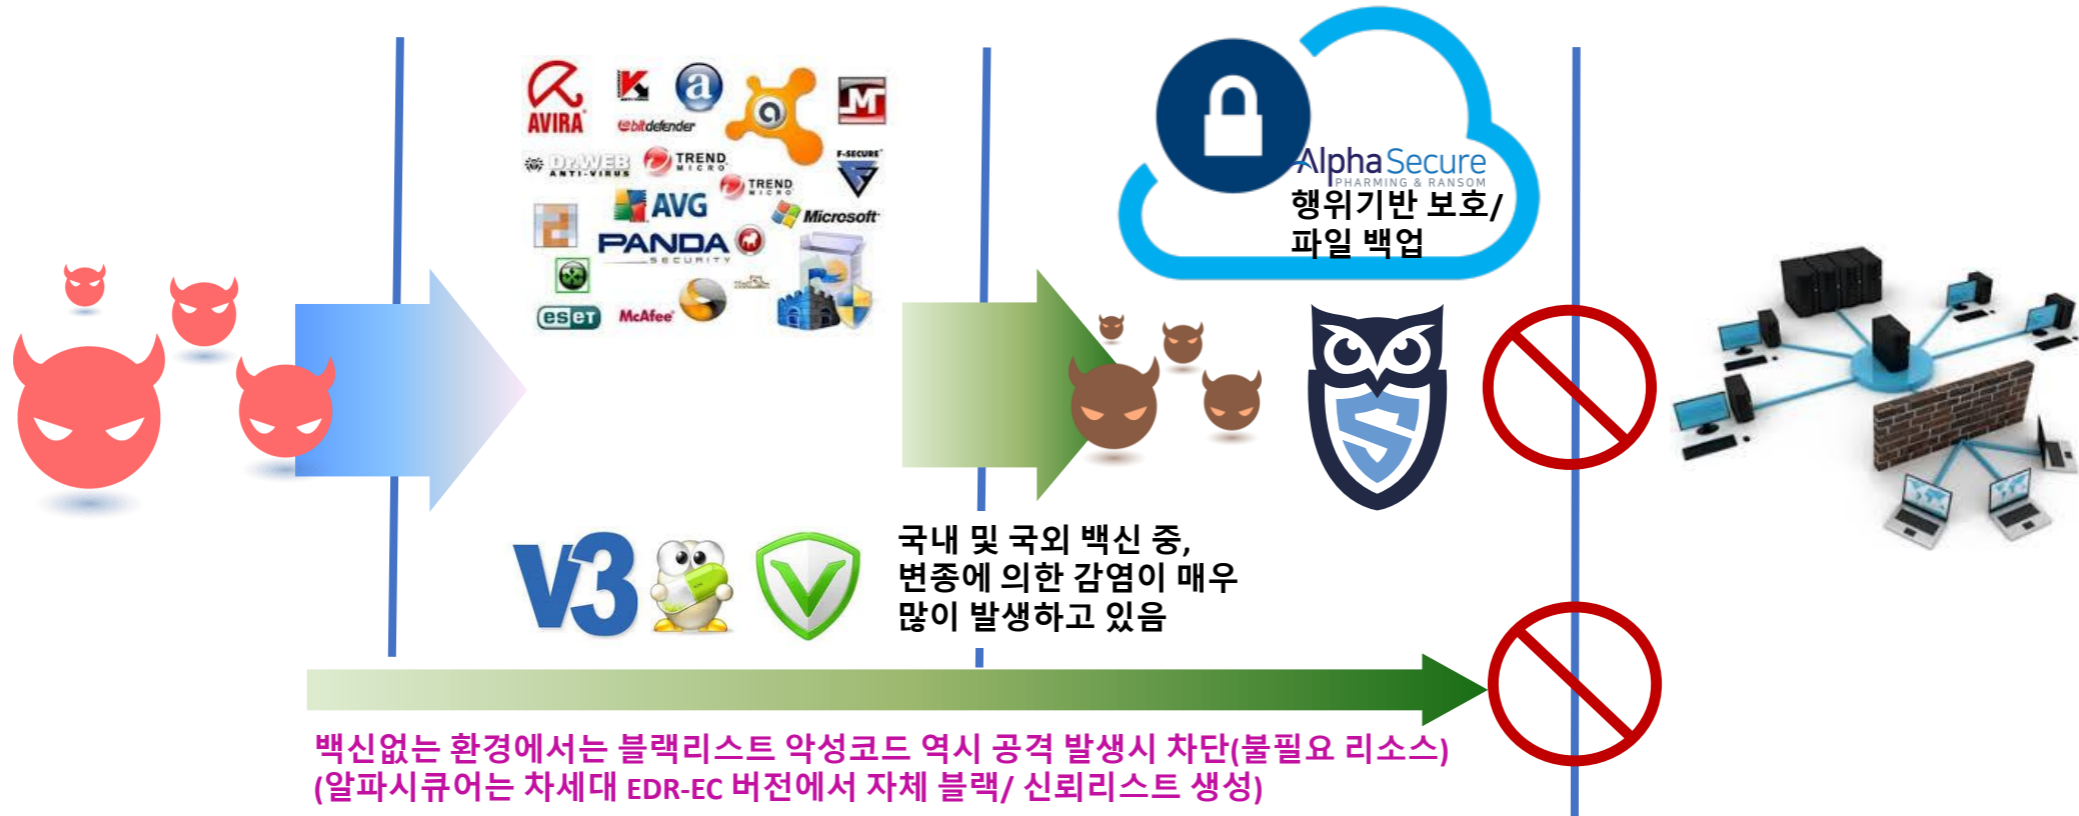 AVIRA
bitdefender
Dr.WEB
ANTI-VIRUS
TREND
MICRO
F-SECURE
TREND
MICRO
AVG
Microsoft
PANDA
SECURITY
eseT
McAfee
V3
AlphaSecure
PHARMING & RANSOM
행위기반 보호/
파일 백업
국내 및 국외 백신 중,
변종에 의한 감염이 매우
많이 발생하고 있음
백신없는 환경에서는 블랙리스트 악성코드 역시 공격 발생시 차단(불필요 리소스)
(알파시큐어는 차세대 EDR-EC 버전에서 자체 블랙/ 신뢰리스트 생성)